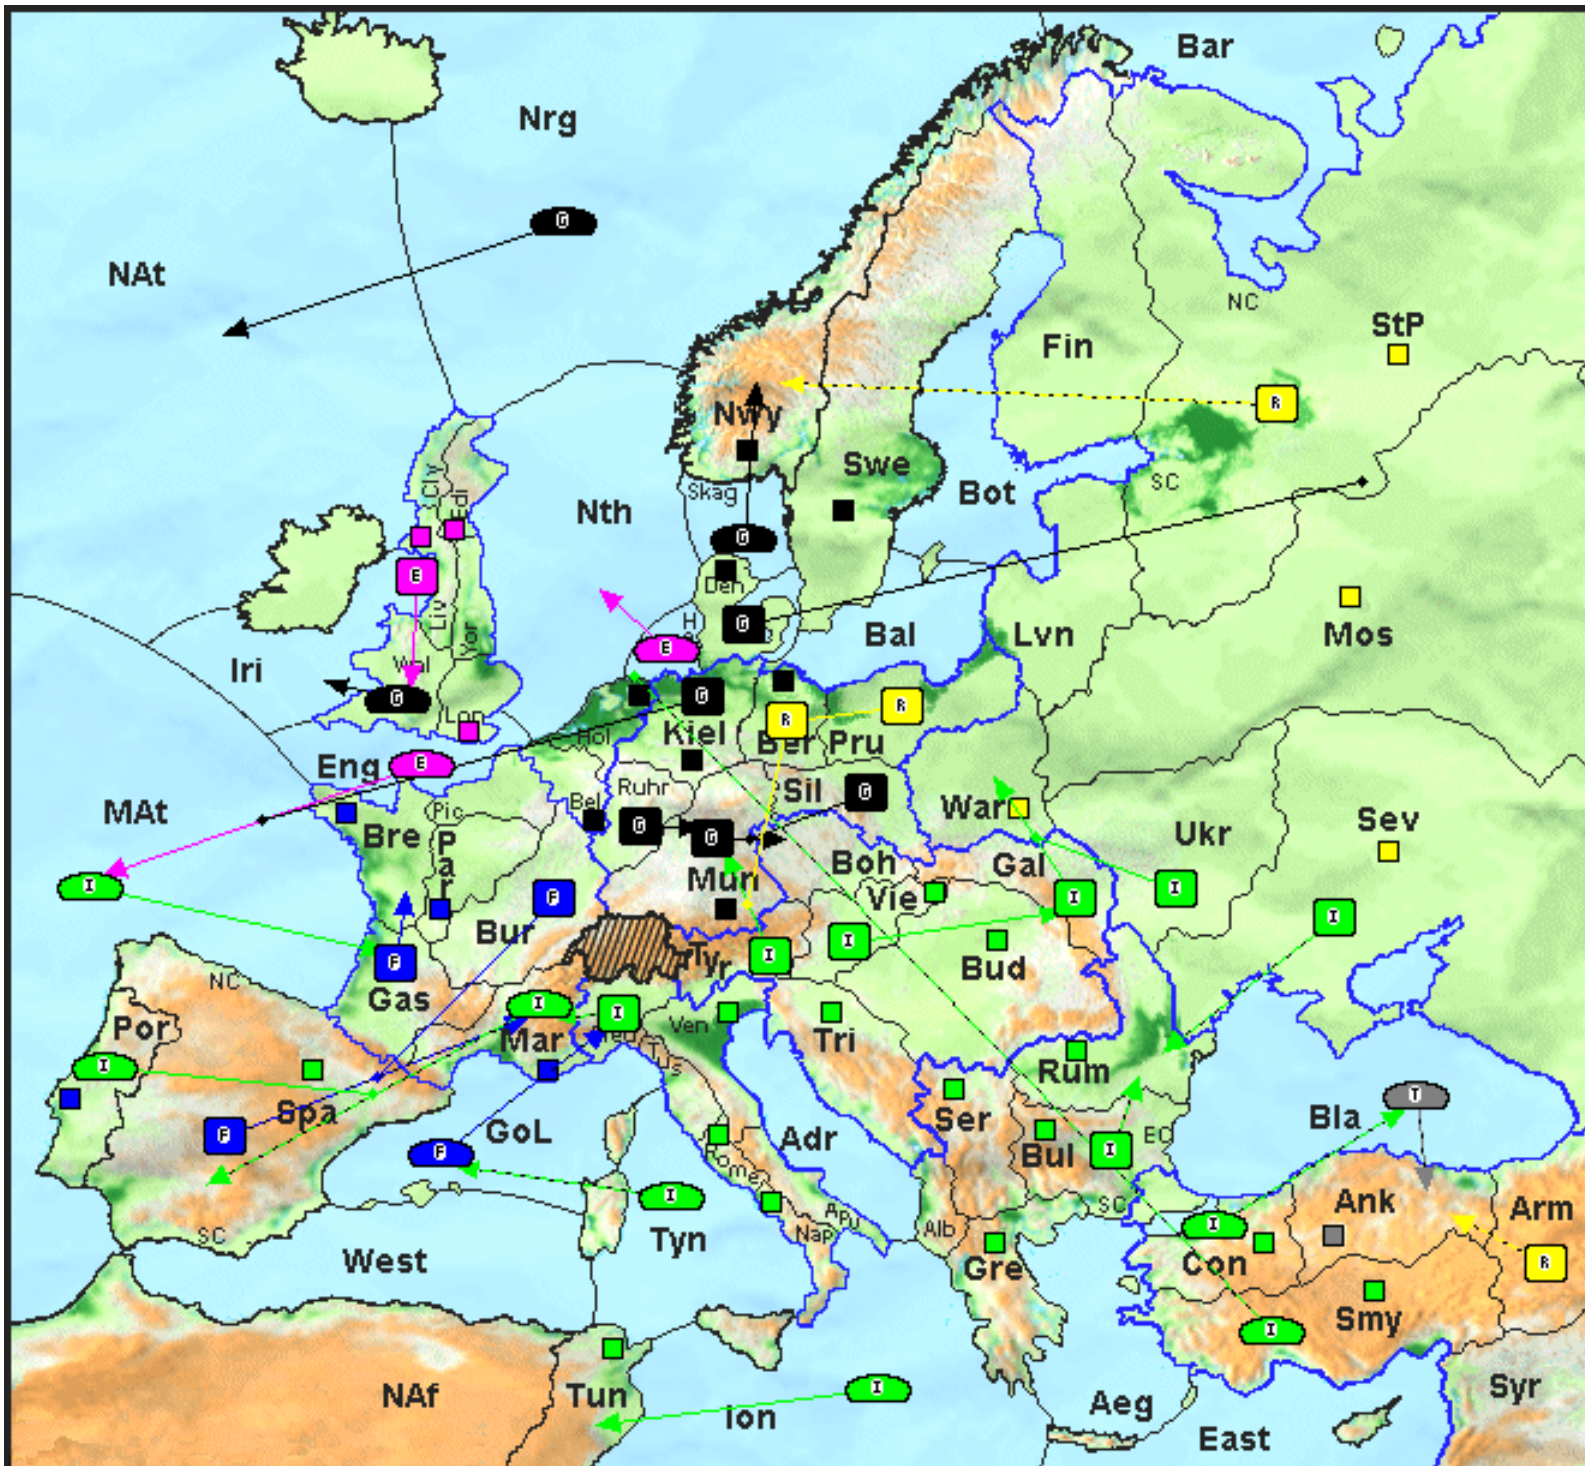 Bar
Nrg
G
NAt
NC
StP
Fin
R
Nwy
Swe
SC
Skag
Bot
Nth
Cly
Edi
G
E
Den
G
Liv
Yor
H
Bal
Lvn
Mos
E
Iri
Wal
G
G
R
Lon
R
Kiel
Ber
Pru
Hol
Eng
E
Ruhr
Sil
G
MAt
Pic
Bel
War
Bre
Par
G
G
Boh
Ukr
Sev
Gal
I
Mun
Vie
I
I
F
I
Bur
I
Tyr
I
Bud
F
NC
Gas
I
I
Por
Mar
Ven
Tri
I
Tus
Rum
T
Spa
Ser
Bla
F
GoL
Adr
Bul
EC
F
I
I
Rome
Ank
Arm
I
SC
Apu
SC
I
Tyn
Nap
Alb
West
Gre
Con
R
Smy
I
NAf
Tun
I
Syr
Ion
Aeg
East